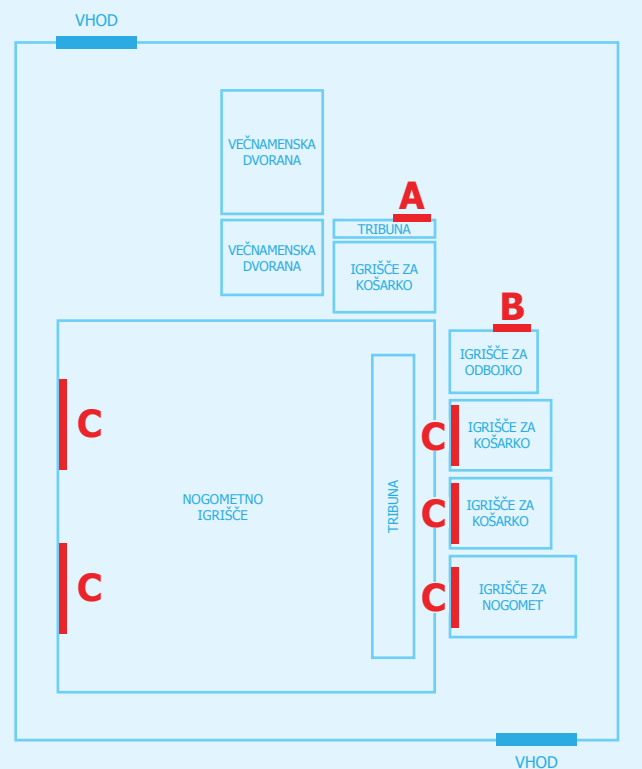 VHOD
VEČNAMENSKA
DVORANA
A
TRIBUNA
VEČNAMENSKA
DVORANA
IGRIŠČE ZA
KOŠARKO
B
IGRIŠČE ZA
ODBOJKO
C
C
IGRIŠČE ZA
KOŠARKO
NOGOMETNO
IGRIŠČE
TRIBUNA
C
IGRIŠČE ZA
KOŠARKO
C
C
IGRIŠČE ZA
NOGOMET
VHOD